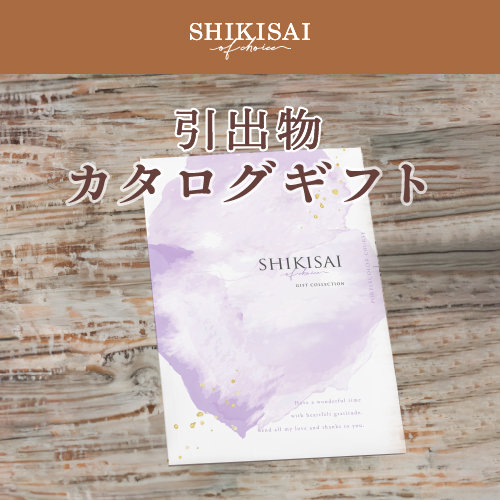 SHIKISAI
of choice
引出物
カタログギフト
SHIKISAI
of choice
GIFT COLLECTION
Have a wonderful time
with heartfelt gratitude.
Send all my love and thanks to you.